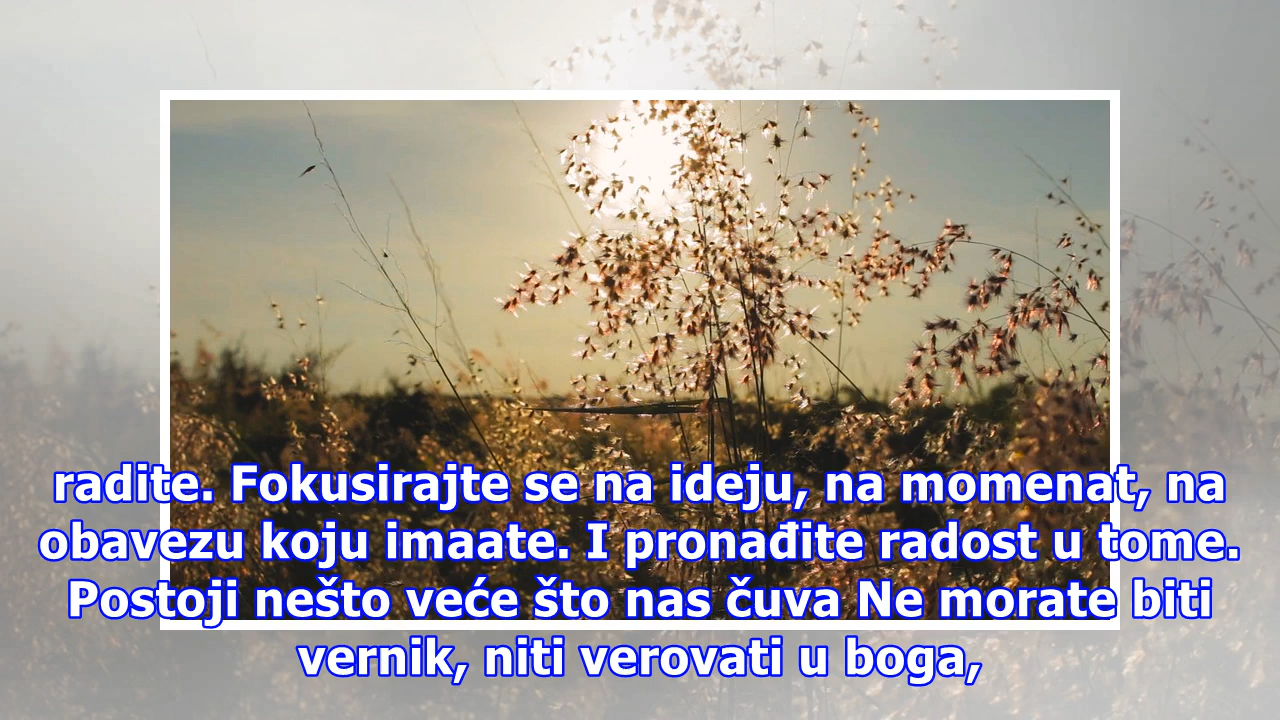 radite. Fokusirajte se na ideju, na momenat, na
obavezu koju imaate. I pronađite radost u tome.
Postoji nešto veće što nas čuva Ne morate biti
vernik, niti verovati u boga,